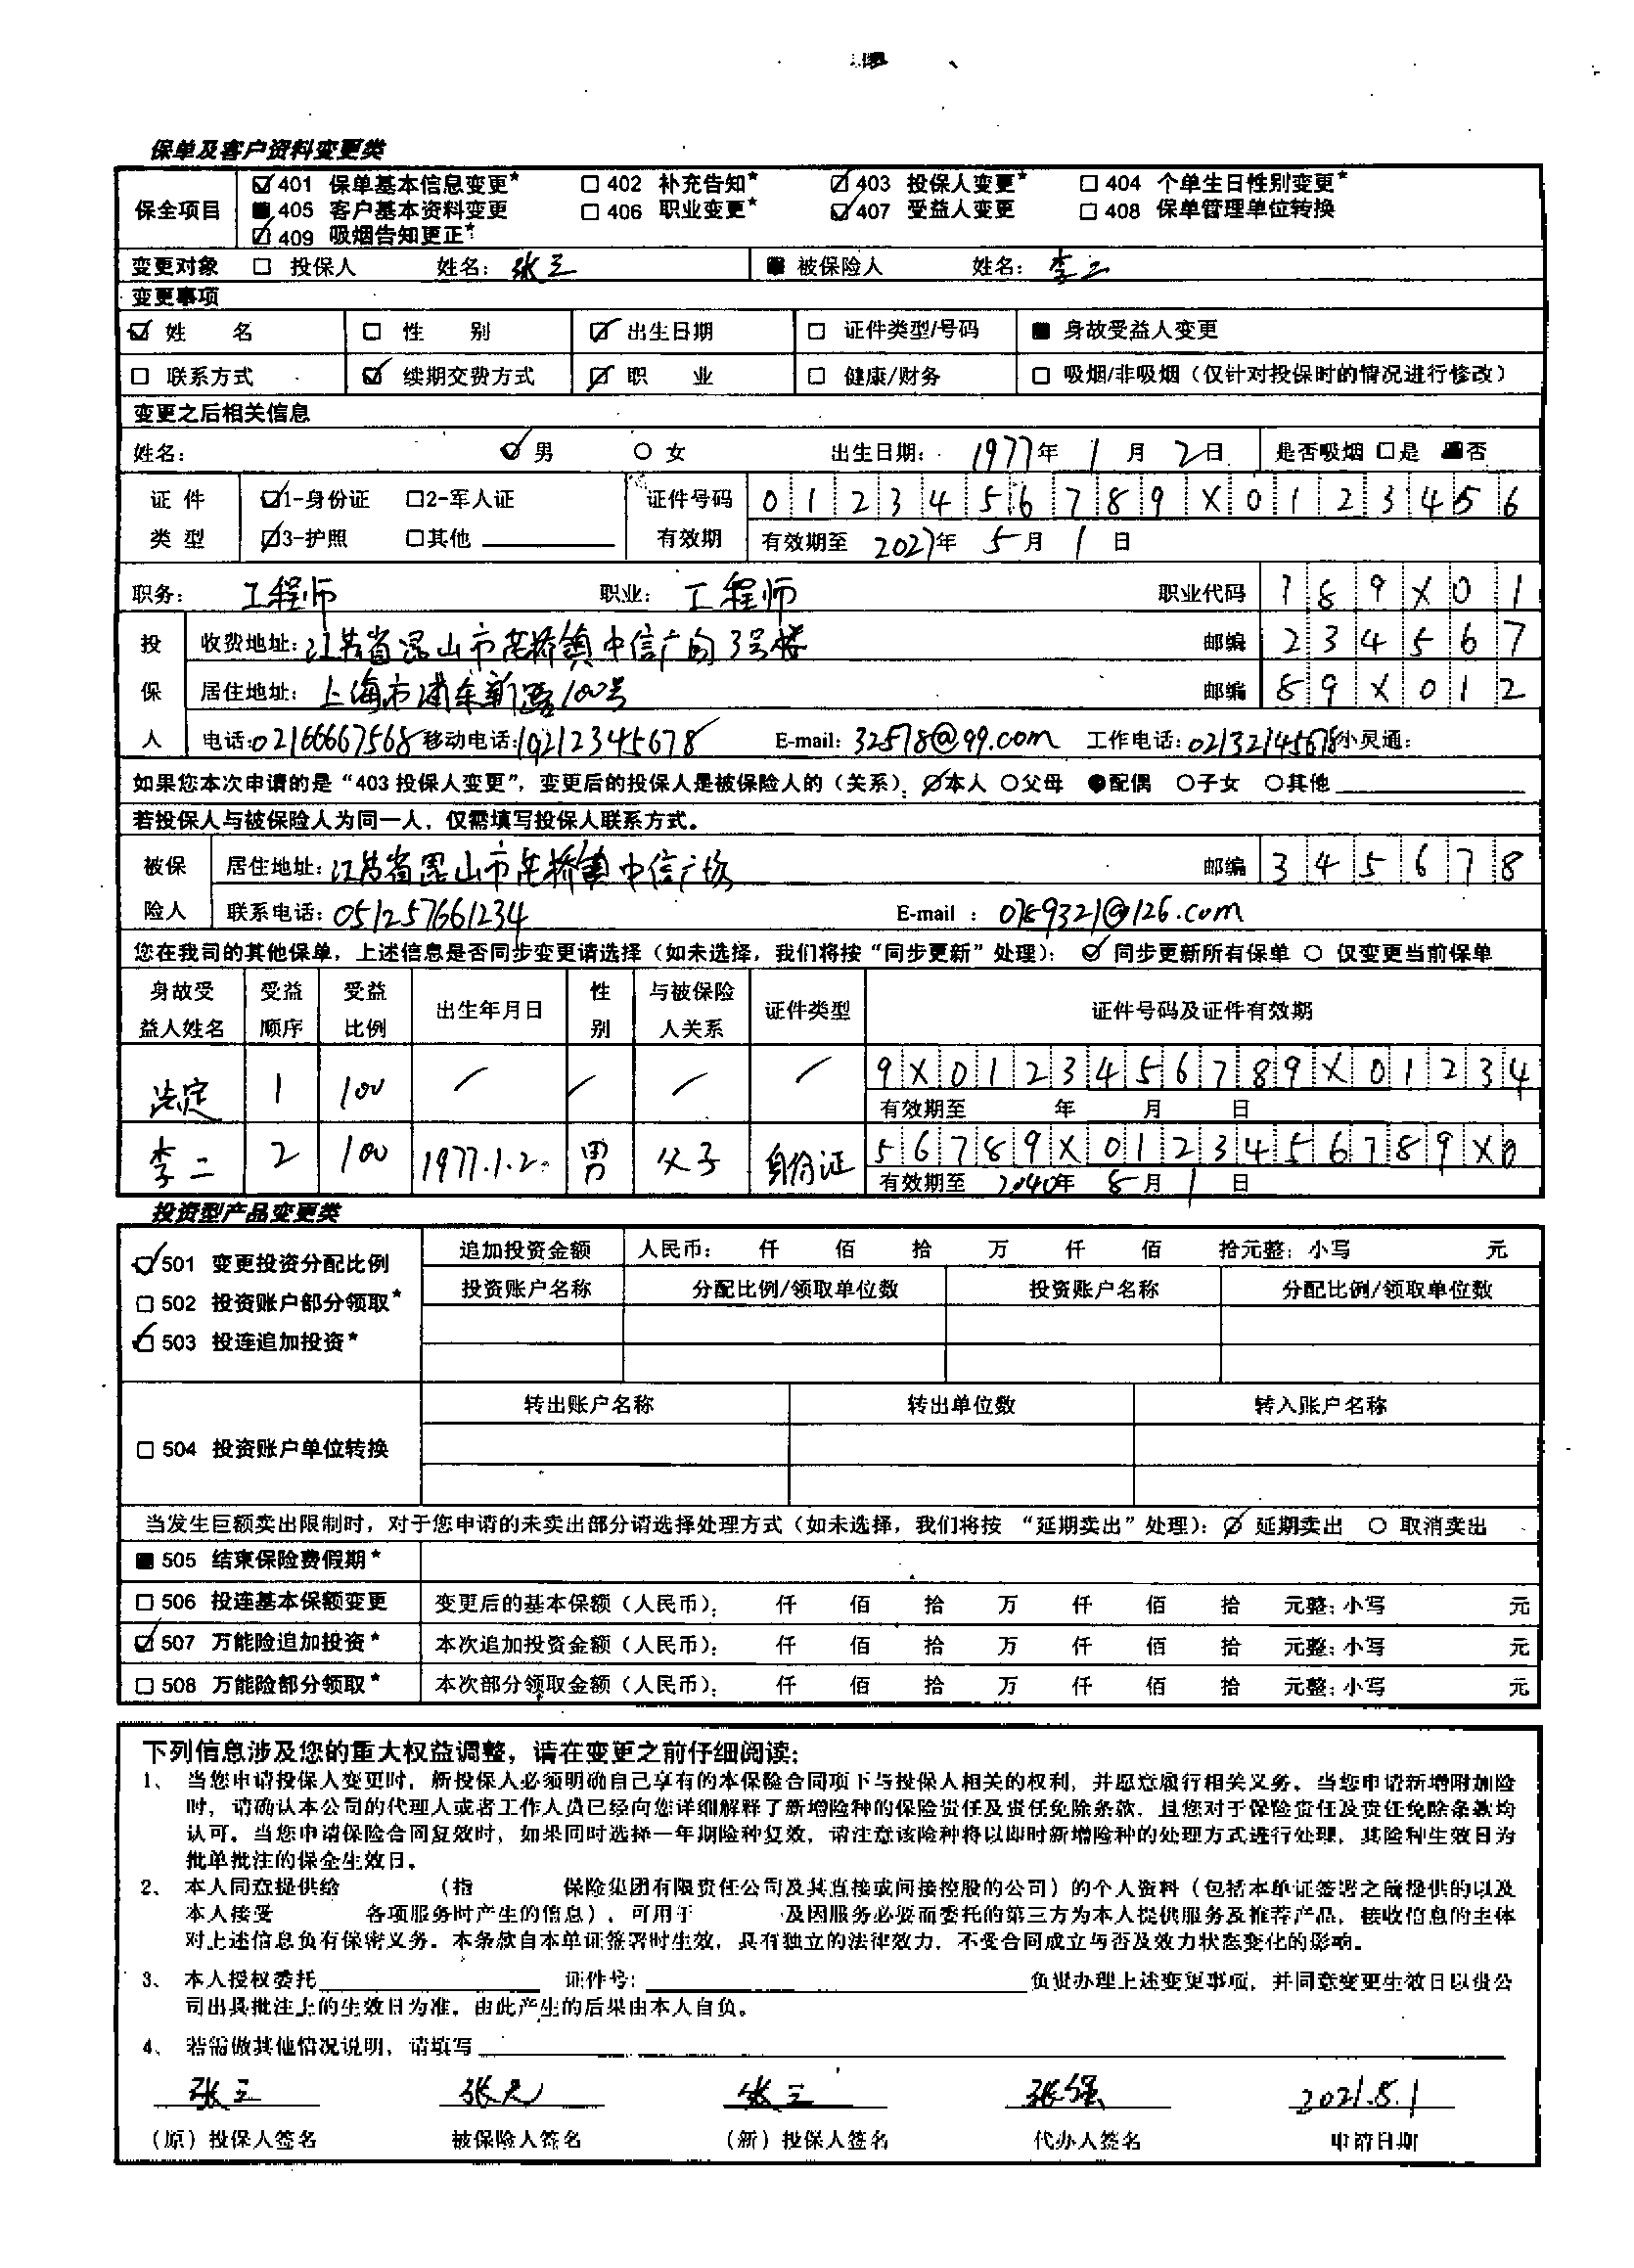 保单及客户资料变更类
保全项目 ☑401 保单基本信息变更* □402 补充告知* ☑403 投保人变更* □404 个单生日性别变更*
■405 客户基本资料变更 □406 职业变更* ☑407 受益人变更 □408 保单管理单位转换
☑409 吸烟告知更正*
变更对象 □ 投保人 姓名: 张三 ■ 被保险人 姓名: 李二
变更事项
☑ 姓 名 □ 性 别 ☑ 出生日期 □ 证件类型/号码 ■ 身故受益人变更
□ 联系方式 ☑ 续期交费方式 ☑ 职 业 □ 健康/财务 □ 吸烟/非吸烟(仅针对投保时的情况进行修改)
变更之后相关信息
姓名: ☑ 男 ○ 女 出生日期: 1977年 1 月 2日 是否吸烟 □是 ■否
证 件 ☑1-身份证 □2-军人证 证件号码 0 1 2 3 4 5 6 7 8 9 X 0 1 2 3 4 5 6
类 型 ☑3-护照 □其他 有效期 有效期至 2027年 5 月 1 日
职务: 工程师 职业: 工程师 职业代码 7 8 9 X 0 1
投 收费地址: 江苏省昆山市花桥镇中信广场3号楼 邮编 2 3 4 5 6 7
保 居住地址: 上海市浦东新路100号 邮编 8 9 X 0 1 2
人 电话:02166667568 移动电话:19212345678 E-mail: 32578@99.com 工作电话:02132145678 小灵通:
如果您本次申请的是“403 投保人变更”,变更后的投保人是被保险人的(关系): ☑本人 ○父母 ●配偶 ○子女 ○其他
若投保人与被保险人为同一人,仅需填写投保人联系方式。
被保 居住地址: 江苏省昆山市花桥镇中信广场 邮编 3 4 5 6 7 8
险人 联系电话: 051257661234 E-mail : 0789321@126.com
您在我司的其他保单,上述信息是否同步变更请选择(如未选择,我们将按“同步更新”处理): ☑ 同步更新所有保单 ○ 仅变更当前保单
身故受益人姓名 受益顺序 受益比例 出生年月日 性别 与被保险人关系 证件类型 证件号码及证件有效期
法定 1 100 / / / / 9 X 0 1 2 3 4 5 6 7 8 9 X 0 1 2 3 4
有效期至 年 月 日
李二 2 100 1977.1.2. 男 父子 身份证 5 6 7 8 9 X 0 1 2 3 4 5 6 7 8 9 X 0
有效期至 2040年 8 月 1 日
投资型产品变更类
☑501 变更投资分配比例 追加投资金额 人民币: 仟 佰 拾 万 仟 佰 拾元整: 小写 元
□502 投资账户部分领取* 投资账户名称 分配比例/领取单位数 投资账户名称 分配比例/领取单位数
☑503 投连追加投资*
转出账户名称 转出单位数 转入账户名称
□504 投资账户单位转换
当发生巨额卖出限制时,对于您申请的未卖出部分请选择处理方式(如未选择,我们将按 “延期卖出”处理): ☑ 延期卖出 ○ 取消卖出
■505 结束保险费假期*
□506 投连基本保额变更 变更后的基本保额(人民币): 仟 佰 拾 万 仟 佰 拾 元整: 小写 元
☑507 万能险追加投资* 本次追加投资金额(人民币): 仟 佰 拾 万 仟 佰 拾 元整: 小写 元
□508 万能险部分领取* 本次部分领取金额(人民币): 仟 佰 拾 万 仟 佰 拾 元整: 小写 元
下列信息涉及您的重大权益调整,请在变更之前仔细阅读:
1、 当您申请投保人变更时,新投保人必须明确自己享有的本保险合同项下与投保人相关的权利,并愿意履行相关义务。当您申请新增附加险
时,请确认本公司的代理人或者工作人员已经向您详细解释了新增险种的保险责任及责任免除条款,且您对于保险责任及责任免除条款均
认可。当您申请保险合同复效时,如果同时选择一年期险种复效,请注意该险种将以即时新增险种的处理方式进行处理,其险种生效日为
批单批注的保全生效日。
2、 本人同意提供给 (指 保险集团有限责任公司及其直接或间接控股的公司)的个人资料(包括本单证签署之前提供的以及
本人接受 各项服务时产生的信息),可用于 及因服务必要而委托的第三方为本人提供服务及推荐产品,接收信息的主体
对上述信息负有保密义务。本条款自本单证签署时生效,具有独立的法律效力,不受合同成立与否及效力状态变化的影响。
3、 本人授权委托 证件号: 负责办理上述变更事项,并同意变更生效日以贵公
司出具批注上的生效日为准,由此产生的后果由本人自负。
4、 若需做其他情况说明,请填写
张三 张元 张三 张强 2021.8.1
(原)投保人签名 被保险人签名 (新)投保人签名 代办人签名 申请日期